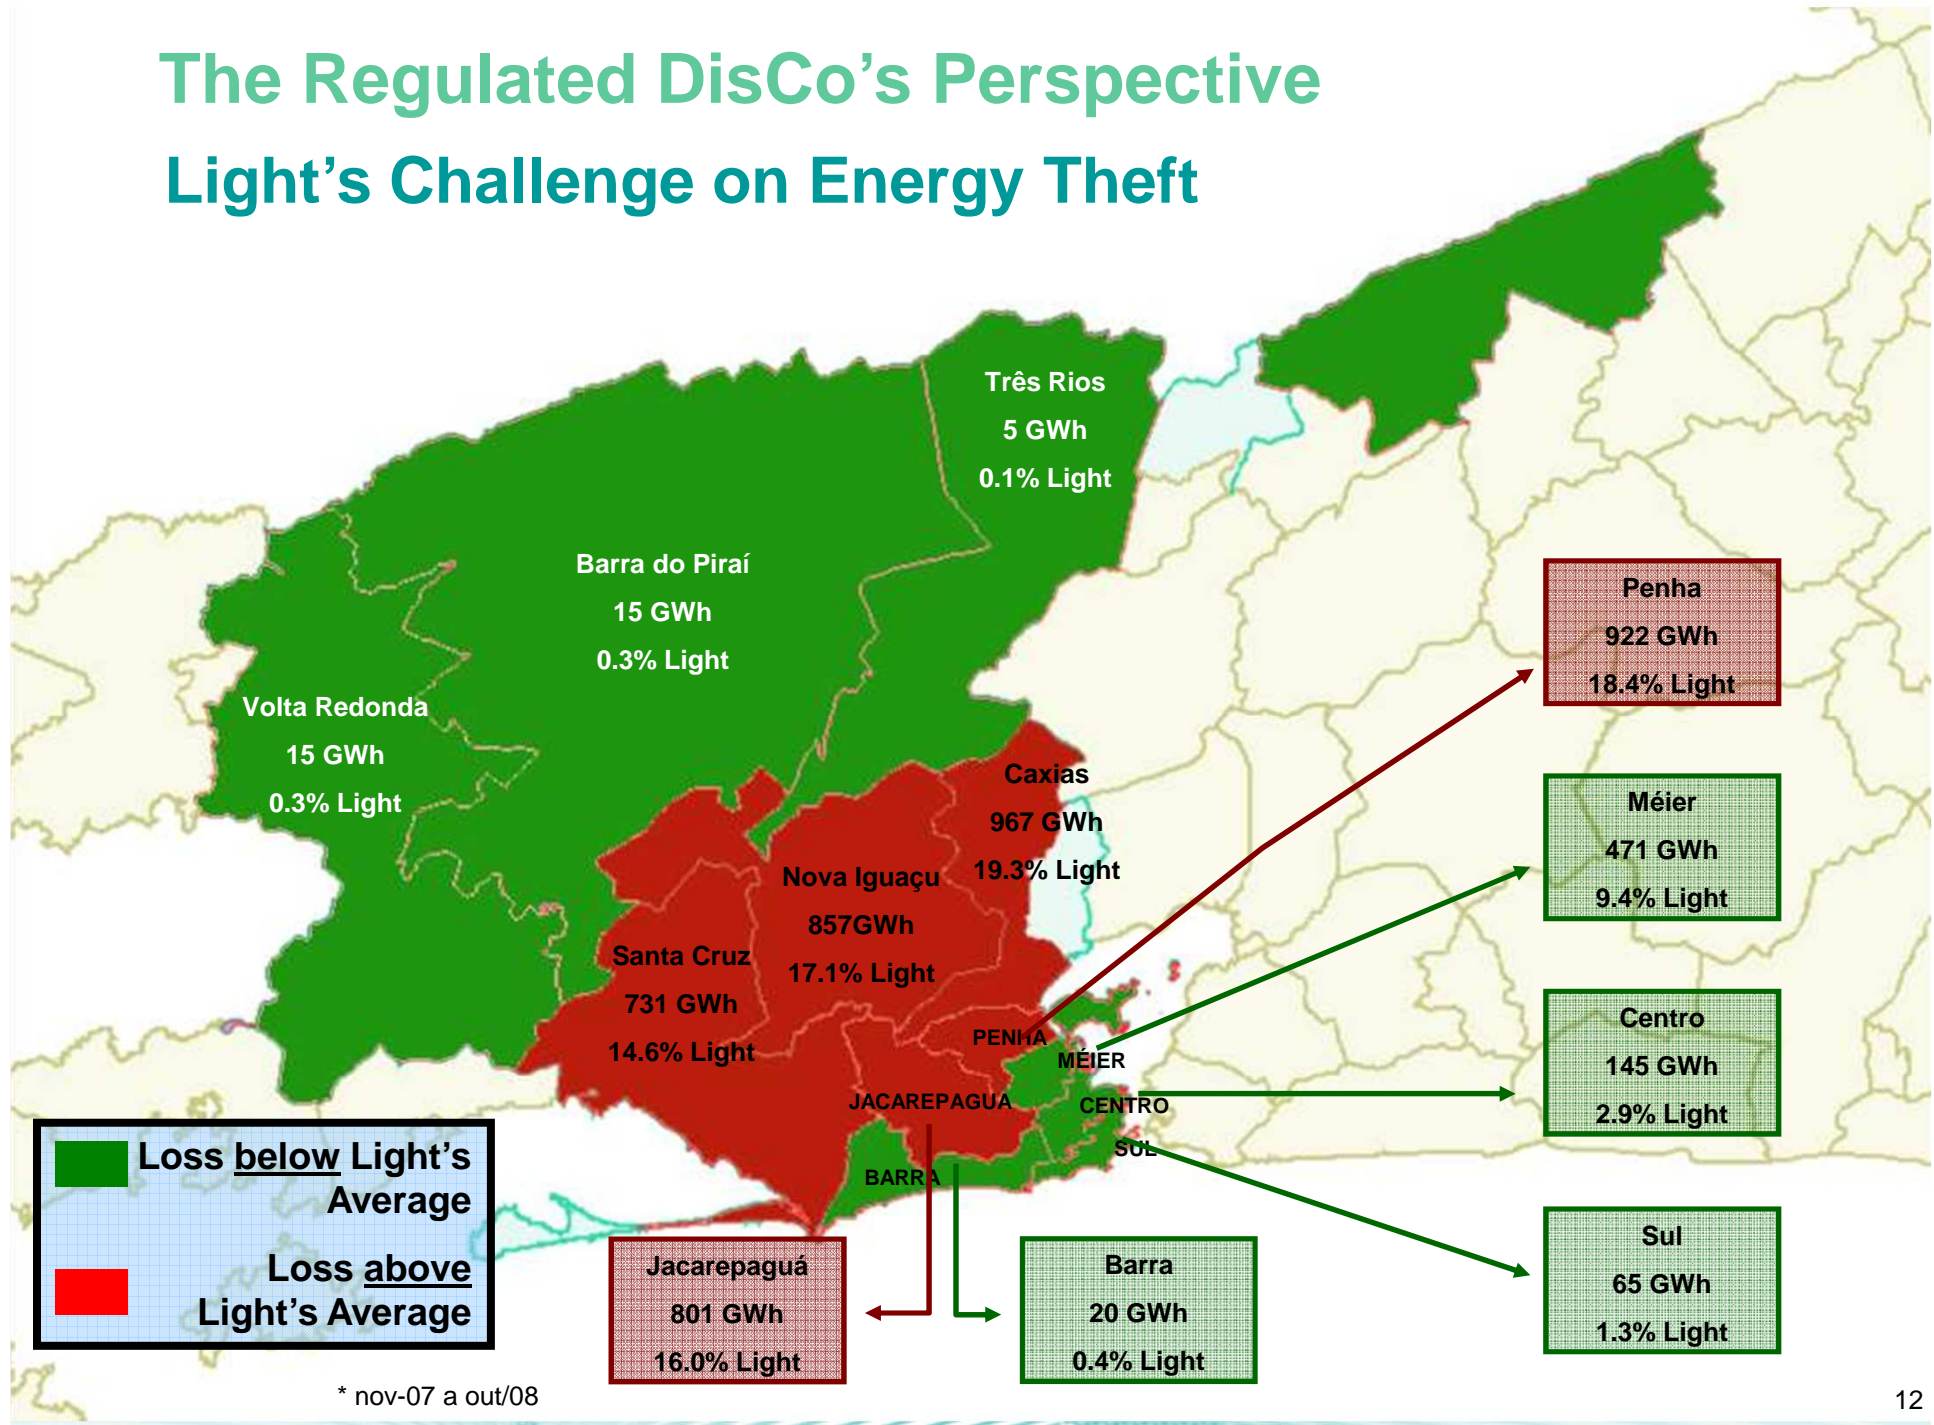 The Regulated DisCo's Perspective
Light's Challenge on Energy Theft
Três Rios
5 GWh
0.1% Light
Barra do Piraí
15 GWh
0.3% Light
Volta Redonda
15 GWh
0.3% Light
Caxias
967 GWh
19.3% Light
Nova Iguaçu
857GWh
17.1% Light
Santa Cruz
731 GWh
14.6% Light
PENHA
MÉIER
JACAREPAGUA
CENTRO
SUL
BARRA
Penha
922 GWh
18.4% Light
Méier
471 GWh
9.4% Light
Centro
145 GWh
2.9% Light
Sul
65 GWh
1.3% Light
Jacarepaguá
801 GWh
16.0% Light
Barra
20 GWh
0.4% Light
Loss below Light's
Average
Loss above
Light's Average
* nov-07 a out/08
12